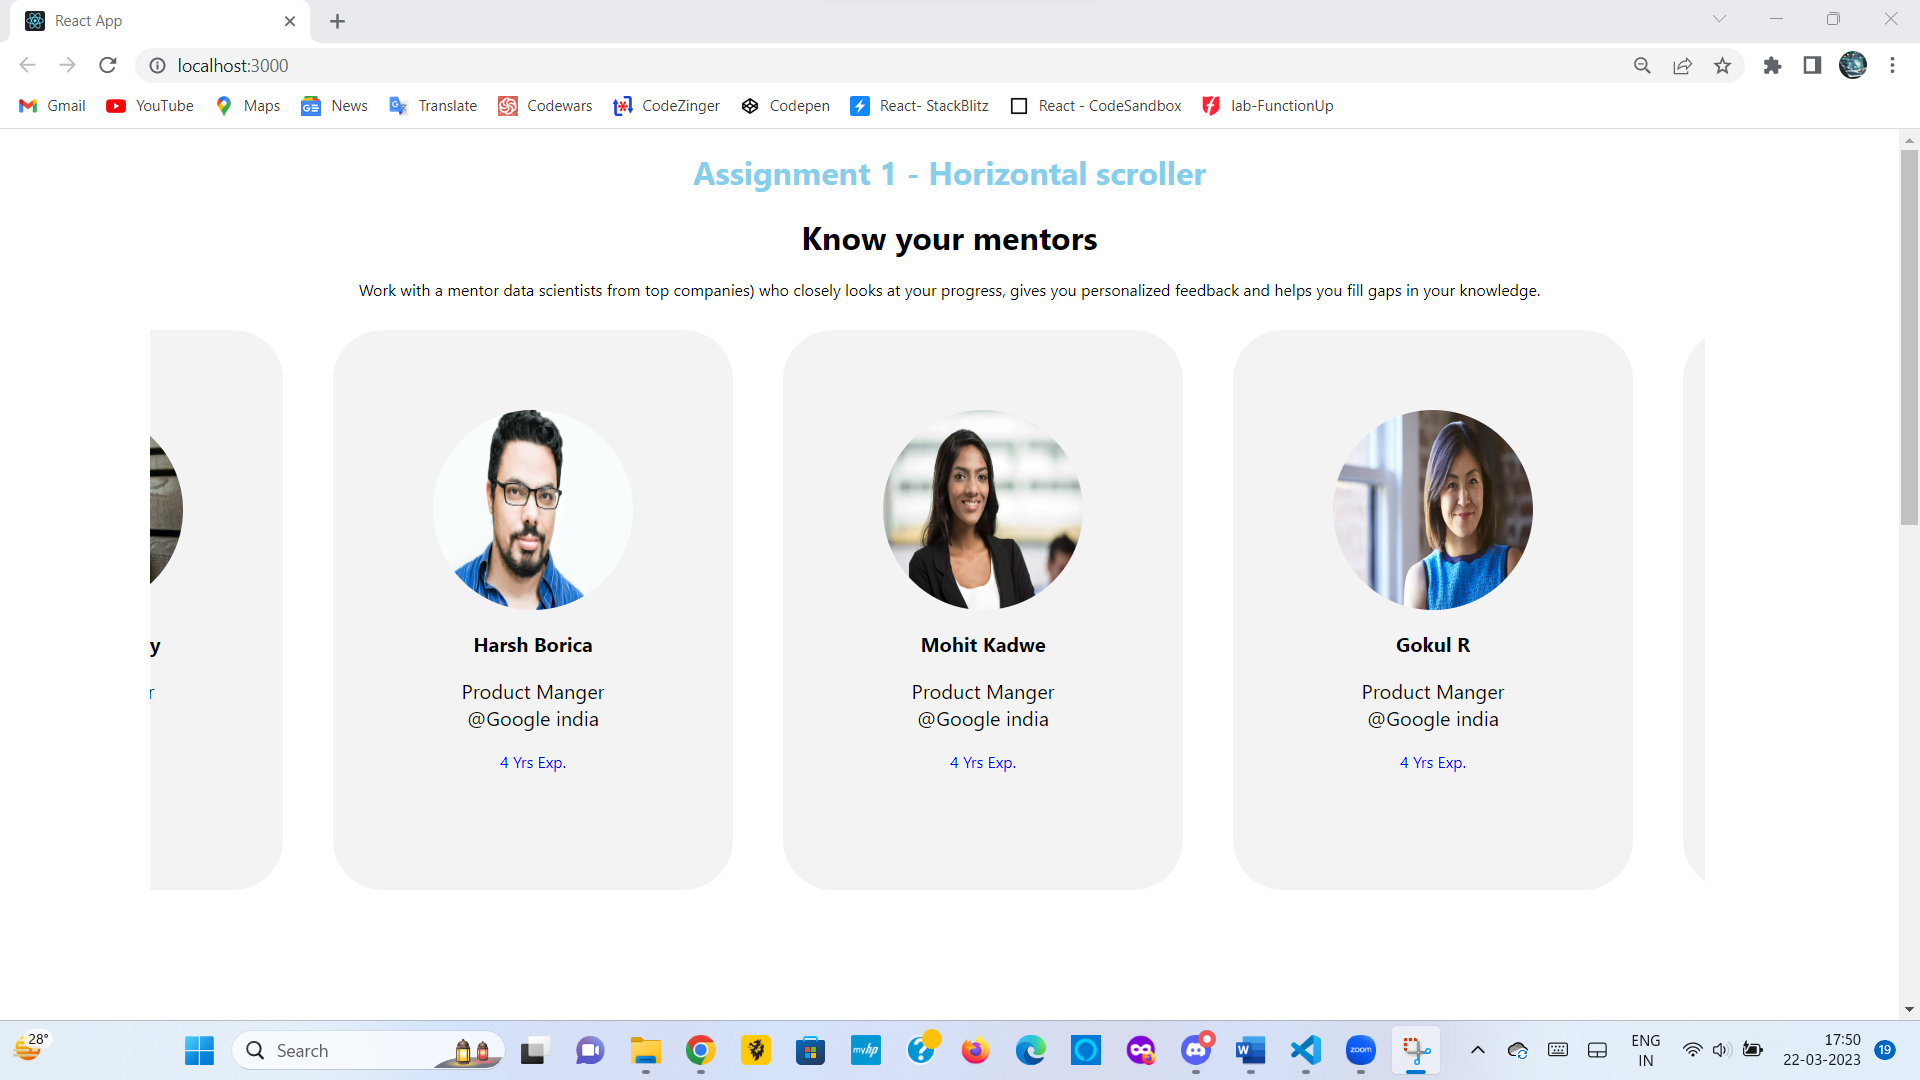 React App
localhost:3000
Gmail
YouTube
Maps
News
Translate
Codewars
CodeZinger
Codepen
React- StackBlitz
React - CodeSandbox
lab-FunctionUp
Assignment 1 - Horizontal scroller
Know your mentors
Work with a mentor data scientists from top companies) who closely looks at your progress, gives you personalized feedback and helps you fill gaps in your knowledge.
y
r
Harsh Borica
Product Manger
@Google india
4 Yrs Exp.
Mohit Kadwe
Product Manger
@Google india
4 Yrs Exp.
Gokul R
Product Manger
@Google india
4 Yrs Exp.
28°
Search
myhp
zoom
ENG
IN
17:50
22-03-2023
19